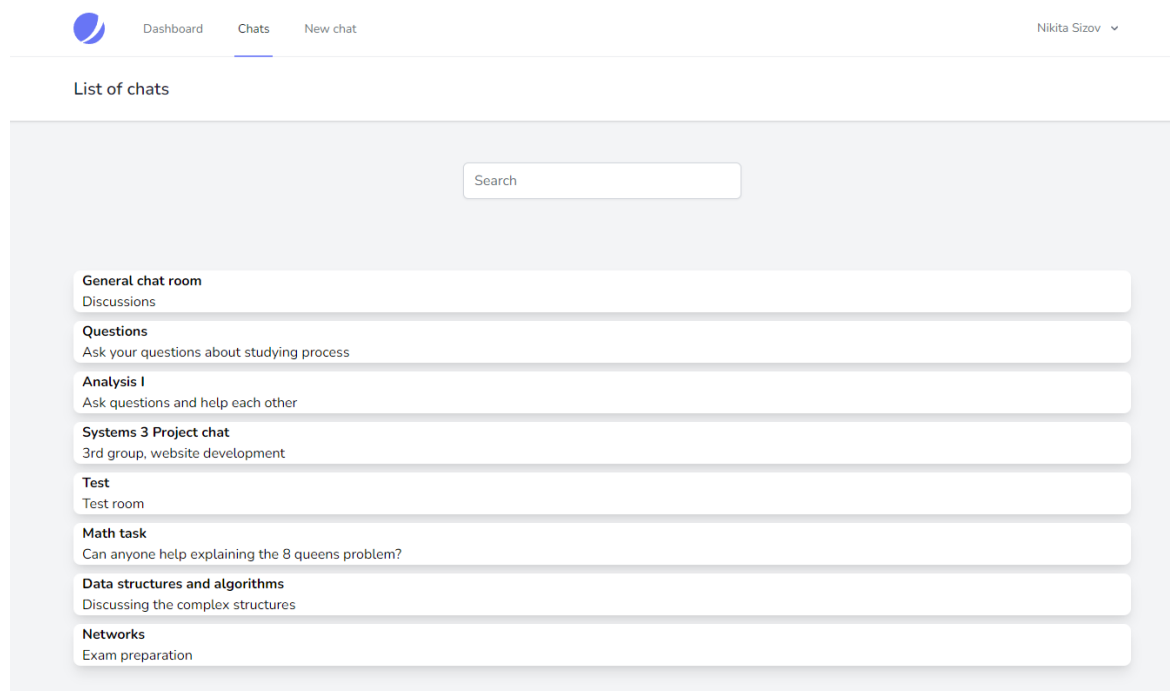 Dashboard Chats New chat Nikita Sizov
List of chats
Search
General chat room
Discussions
Questions
Ask your questions about studying process
Analysis I
Ask questions and help each other
Systems 3 Project chat
3rd group, website development
Test
Test room
Math task
Can anyone help explaining the 8 queens problem?
Data structures and algorithms
Discussing the complex structures
Networks
Exam preparation